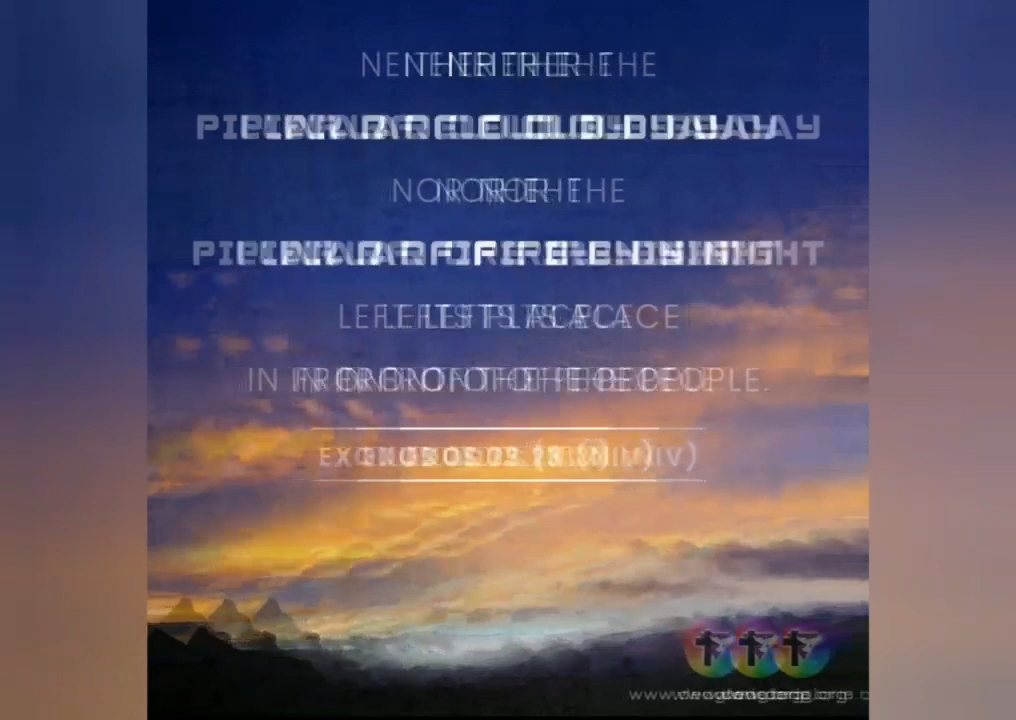 NEITHER THE
PILLAR OF CLOUD BY DAY
NOR THE
PILLAR OF FIRE BY NIGHT
LEFT ITS PLACE
IN FRONT OF THE PEOPLE.
EXODUS (NIV)